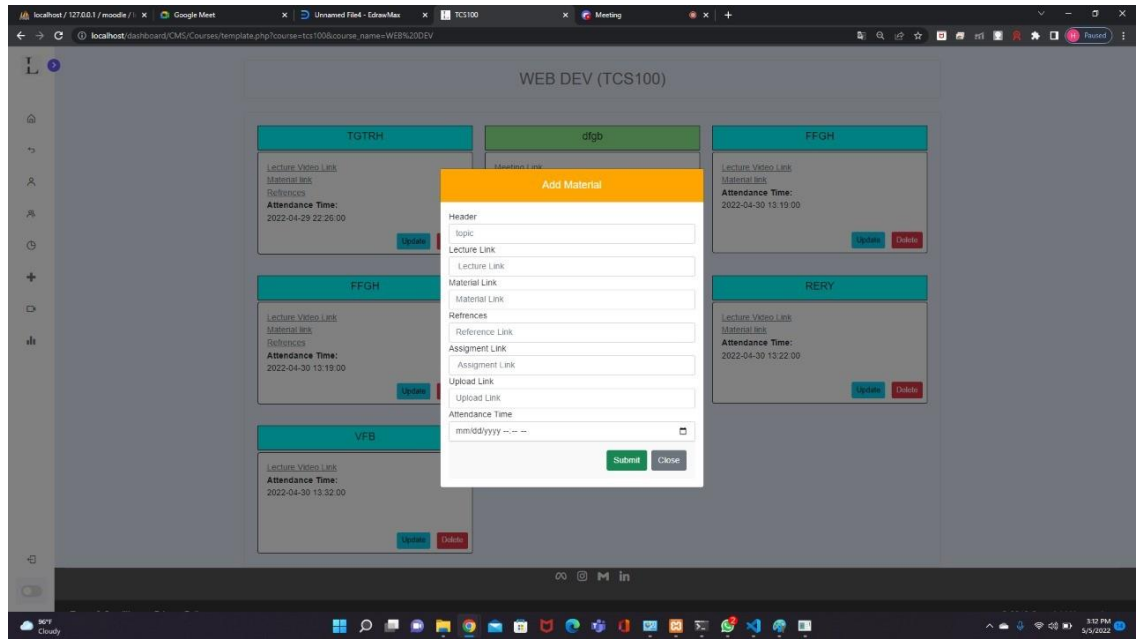 localhost / 127.0.0.1 / moodle / l
Google Meet
Unnamed File4 - EdrawMax
TCS100
Meeting
localhost/dashboard/CMS/Courses/template.php?course=tcs100&course_name=WEB%20DEV
Paused
L
WEB DEV (TCS100)
TGTRH
dfgb
FFGH
Lecture Video Link
Material link
Refrences
Attendance Time:
2022-04-29 22:26:00
Update
Meeting Link
Lecture Video Link
Material link
Attendance Time:
2022-04-30 13:19:00
Update
Delete
Add Material
Header
topic
Lecture Link
Lecture Link
Material Link
Material Link
Refrences
Reference Link
Assigment Link
Assigment Link
Upload Link
Upload Link
Attendance Time
mm/dd/yyyy --:-- --
Submit
Close
FFGH
Lecture Video Link
Material link
Refrences
Attendance Time:
2022-04-30 13:19:00
Update
RERY
Lecture Video Link
Material link
Attendance Time:
2022-04-30 13:22:00
Update
Delete
VFB
Lecture Video Link
Attendance Time:
2022-04-30 13:32:00
Update
Delete
96°F
Cloudy
3:12 PM
5/5/2022